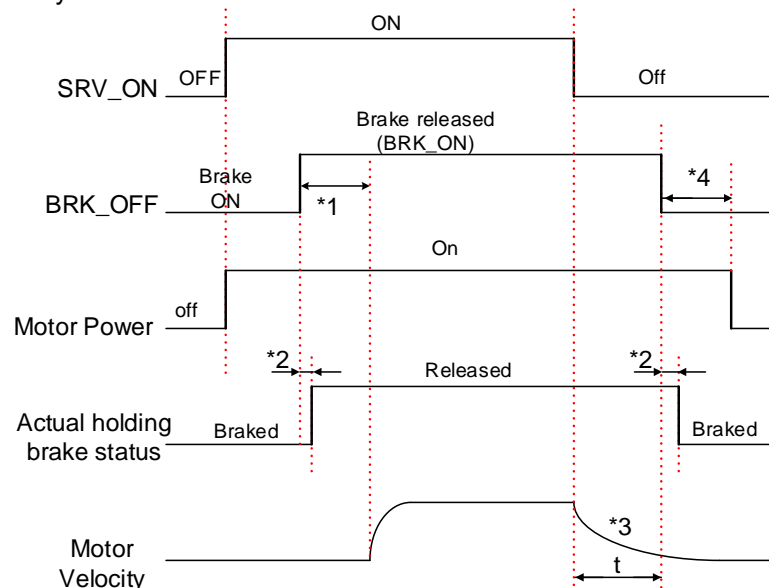 ON
SRV_ON
OFF
Off
Brake released
(BRK_ON)
BRK_OFF
Brake
ON
*1
*4
Motor Power
off
On
*2
Released
*2
Actual holding
brake status
Braked
Braked
Motor
Velocity
*3
t